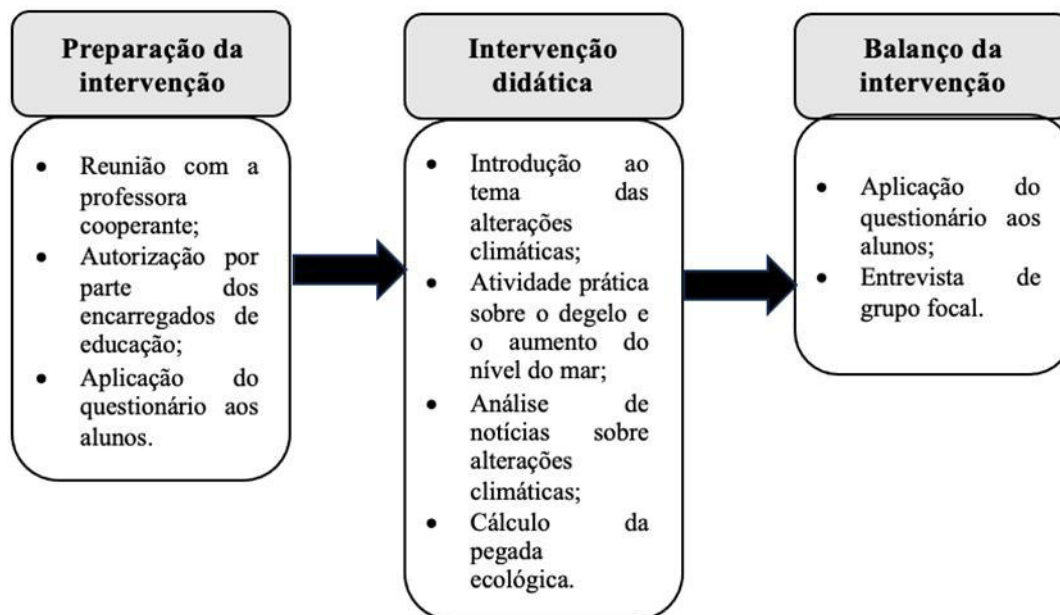 Preparação da
intervenção
Reunião com a
professora
cooperante;
Autorização por
parte dos
encarregados de
educação;
Aplicação do
questionário aos
alunos.
Intervenção
didática
Introdução ao
tema das
alterações
climáticas;
Atividade prática
sobre o degelo e
o aumento do
nível do mar;
Análise de
notícias sobre
alterações
climáticas;
Cálculo da
pegada
ecológica.
Balanço da
intervenção
Aplicação do
questionário aos
alunos;
Entrevista de
grupo focal.